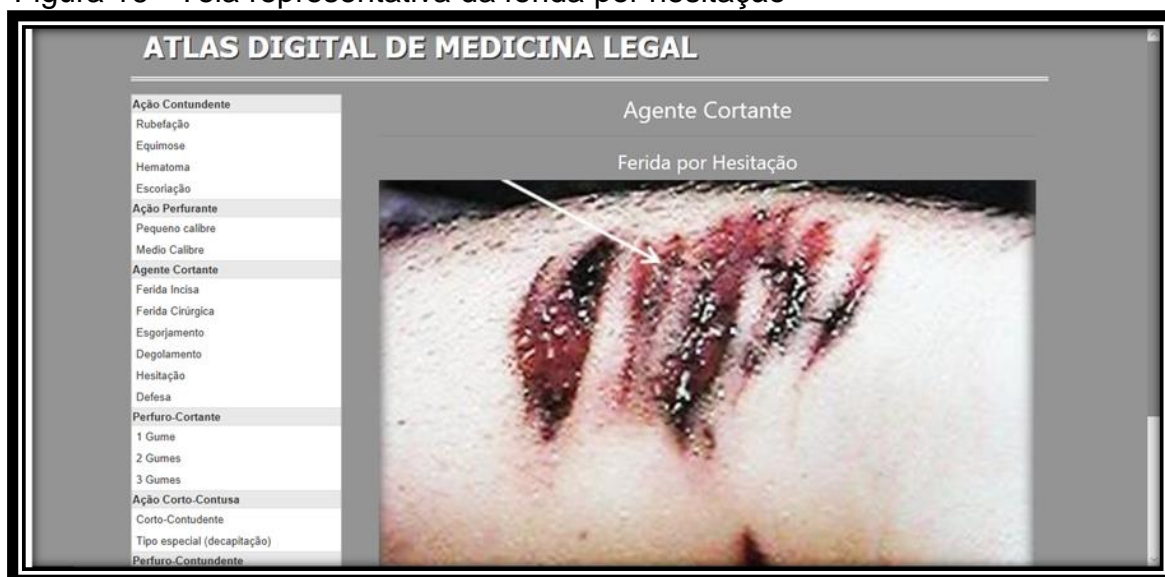 Figura 10 - Tela representativa da ferida por hesitação
ATLAS DIGITAL DE MEDICINA LEGAL
Ação Contundente
Rubefação
Equimose
Hematoma
Escoriação
Ação Perfurante
Pequeno calibre
Medio Calibre
Agente Cortante
Ferida Incisa
Ferida Cirúrgica
Esgorjamento
Degolamento
Hesitação
Defesa
Perfuro-Cortante
1 Gume
2 Gumes
3 Gumes
Ação Corto-Contusa
Corto-Contudente
Tipo especial (decapitação)
Perfuro-Contundente
Agente Cortante
Ferida por Hesitação